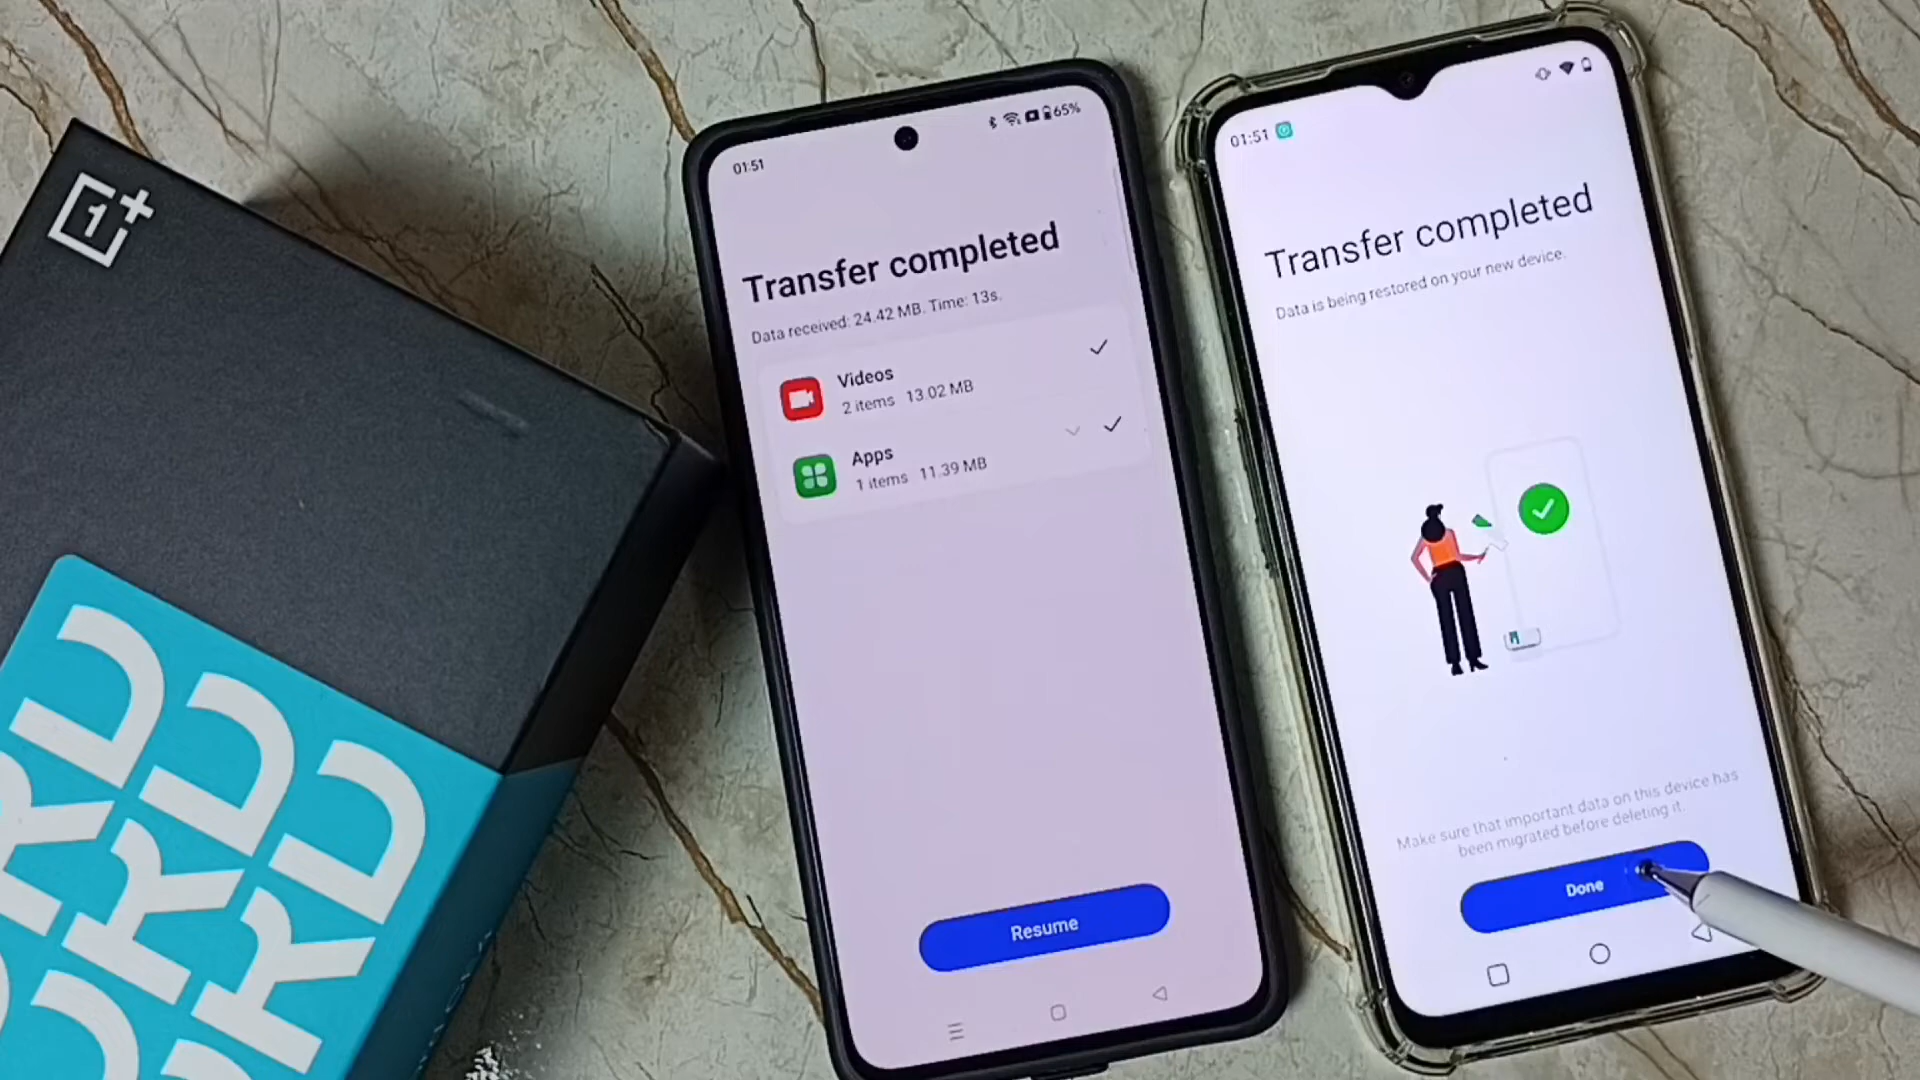 1+
01:51
65%
Transfer completed
Data received: 24.42 MB. Time: 13s.
Videos
2 items 13.02 MB
Apps
1 items 11.39 MB
Resume
01:51
Transfer completed
Data is being restored on your new device.
Make sure that important data on this device has
been migrated before deleting it.
Done